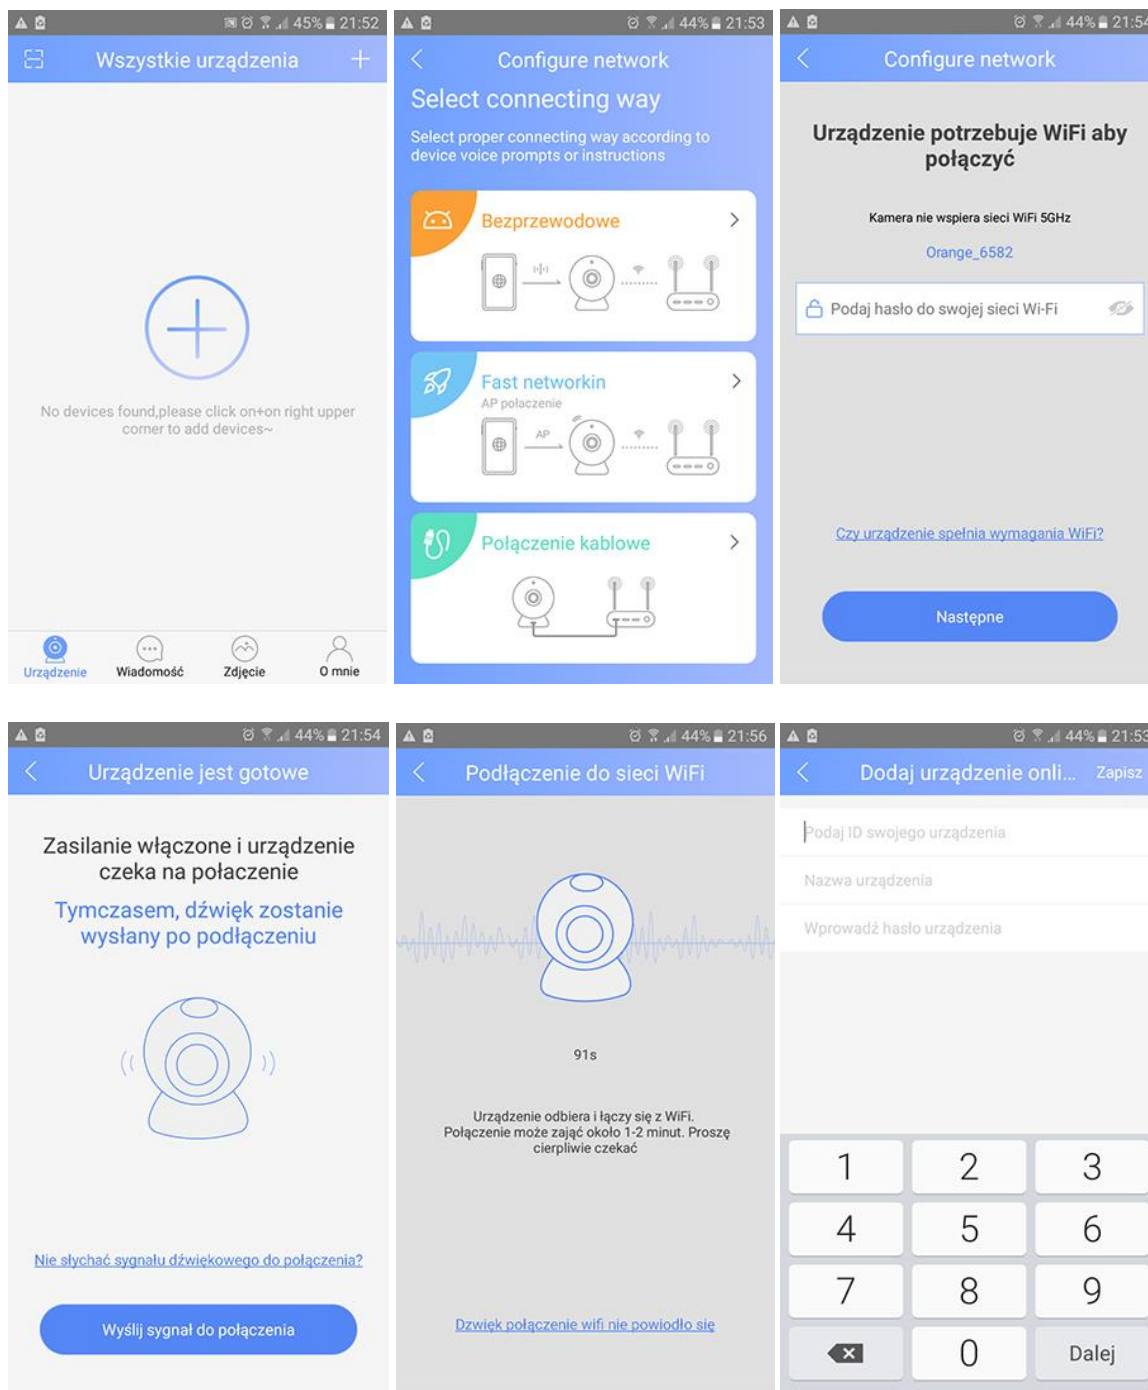 45% 21:52
Wszystkie urządzenia
No devices found,please click on+on right upper
corner to add devices~
Urządzenie
Wiadomość
Zdjęcie
O mnie
44% 21:53
Configure network
Select connecting way
Select proper connecting way according to
device voice prompts or instructions
Bezprzewodowe
Fast networkin
AP połaczenie
AP
Połączenie kablowe
44% 21:54
Configure network
Urządzenie potrzebuje WiFi aby
połączyć
Kamera nie wspiera sieci WiFi 5GHz
Orange_6582
Podaj hasło do swojej sieci Wi-Fi
Czy urządzenie spełnia wymagania WiFi?
Następne
44% 21:54
Urządzenie jest gotowe
Zasilanie włączone i urządzenie
czeka na połaczenie
Tymczasem, dźwięk zostanie
wysłany po podłączeniu
Nie słychać sygnału dźwiękowego do połączenia?
Wyślij sygnał do połączenia
44% 21:56
Podłączenie do sieci WiFi
91s
Urządzenie odbiera i łączy się z WiFi.
Połączenie może zająć około 1-2 minut. Proszę
cierpliwie czekać
Dzwięk połączenie wifi nie powiodło się
44% 21:53
Dodaj urządzenie onli... Zapisz
Podaj ID swojego urządzenia
Nazwa urządzenia
Wprowadź hasło urządzenia
1 2 3
4 5 6
7 8 9
0 Dalej